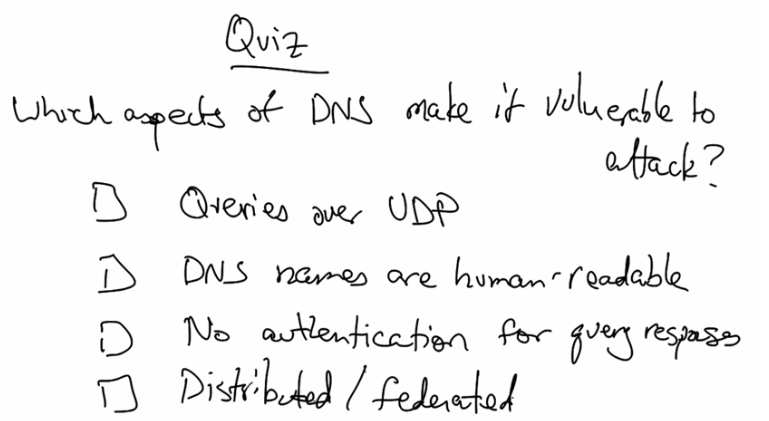 Quiz
Which aspects of DNS make it vulnerable to
attack?
Queries over UDP
DNS names are human-readable
No authentication for query respases
Distributed / federated